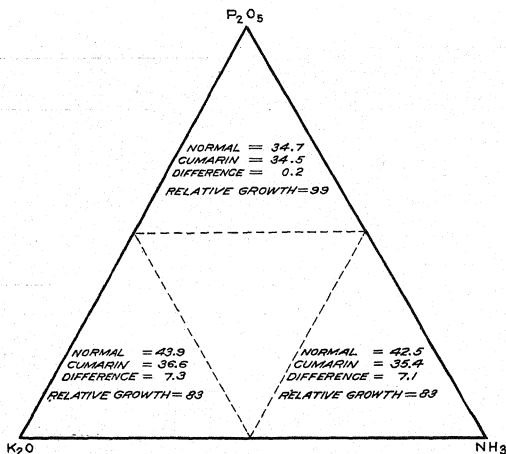 P₂O₅
NORMAL = 34.7
CUMARIN = 34.5
DIFFERENCE = 0.2
RELATIVE GROWTH=99
NORMAL = 43.9
CUMARIN = 36.6
DIFFERENCE = 7.3
RELATIVE GROWTH=83
NORMAL = 42.5
CUMARIN = 35.4
DIFFERENCE = 7.1
RELATIVE GROWTH=83
K₂O
NH₃